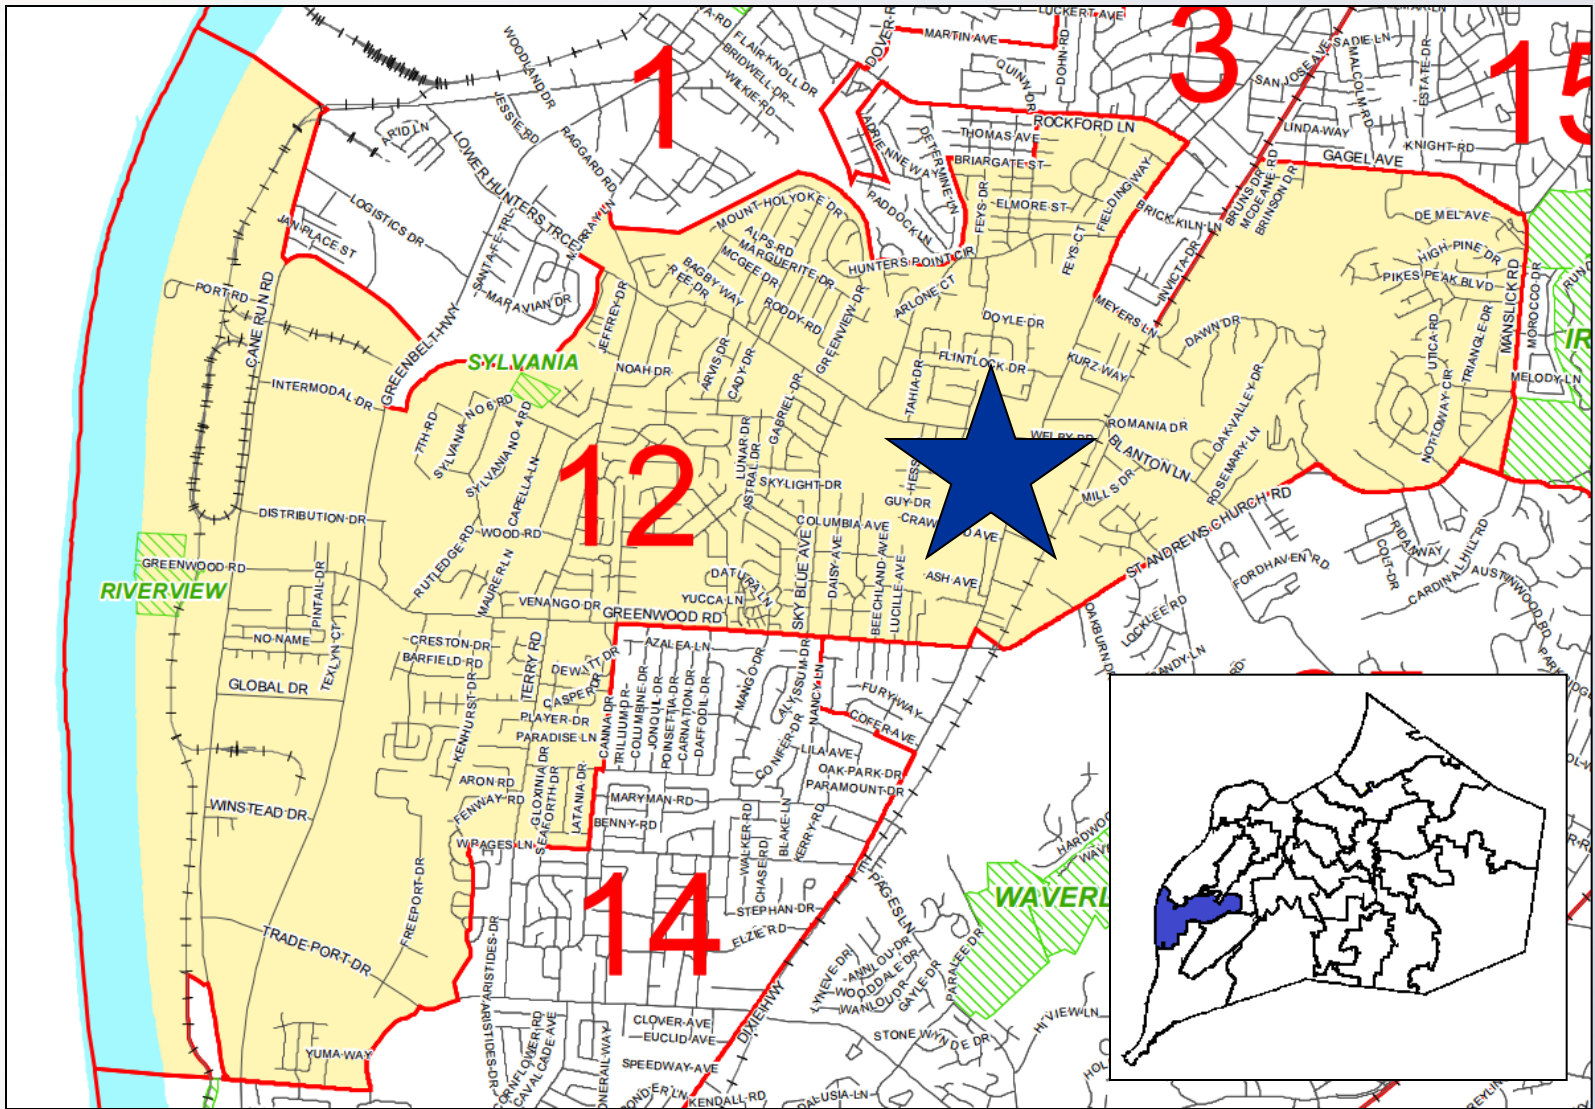 LUCKERT AVE
MARTIN AVE
DOHN RD
QUINN DR
3
SADIE LN
SAN JOSE AVE
MALCOLM RD
ESTATE DR
15
WOODLAND DR
FLAIR KNOLL DR
BRIDWELL DR
WILKIE RD
1
JESSIE RD
RAGGARD RD
ARID LN
LOWER HUNTERS TRCE
ADRIENNE WAY
DETERMINE LN
THOMAS AVE
ROCKFORD LN
BRIARGATE ST
LINDA WAY
KNIGHT RD
GAGEL AVE
LOGISTICS DR
JAN PLACE ST
SANTA FE TRL
MURRAY LN
MOUNT HOLYOKE DR
PADDOCK LN
FEYS DR
ELMORE ST
FIELDING WAY
BRICK KILN LN
BRUNS DR
MCDEANE RD
BRINSON DR
DE MEL AVE
HIGH PINE DR
PIKES PEAK BLVD
ALPS RD
MARGUERITE DR
MCGEE DR
BAGBY WAY
REE DR
RODDY RD
HUNTERS POINT CIR
ARLONE CT
FEYS CT
INVICTA DR
MEYERS LN
PORT RD
CANE RUN RD
MARAVIAN DR
GREENBELT HWY
JEFFREY DR
GREENVIEW DR
DOYLE DR
DAWN DR
UTICA RD
TRIANGLE DR
MANSLICK RD
MOROCCO DR
IR
SYLVANIA
NOAH DR
ARVIS DR
CADY DR
FLINTLOCK DR
KURZ WAY
TAHIA DR
MELODY LN
INTERMODAL DR
7TH RD
SYLVANIA NO 6 RD
SYLVANIA NO 4 RD
GABRIEL DR
LUNAR DR
ASTRAL DR
WELBY RD
ROMANIA DR
BLANTON LN
OAK VALLEY DR
ROSEMARY LN
NOTTOWAY CIR
12
CAPELLA LN
SKY LIGHT DR
MILLS DR
GUY DR
DISTRIBUTION DR
WOOD RD
COLUMBIA AVE
ST ANDREWS CHURCH RD
RUTLEDGE RD
MAURER LN
SKY BLUE AVE
DAISY AVE
BEECHLAND AVE
LUCILLE AVE
ASH AVE
GREENWOOD RD
RIVERVIEW
PINTAIL DR
DATURA LN
YUCCA LN
VENANGO DR
GREENWOOD RD
FORDHAVEN RD
RIDAN WAY
COLT DR
CARDINAL HILL RD
AUSTINWOOD RD
LOCKLEE RD
OAKBURN DR
NO NAME
TEXLYN CT
CRESTON DR
BARFIELD RD
TERRY RD
DEWITT DR
CASPER DR
AZALEA LN
MANGO DR
ALYSSUM DR
NANCY LN
FURY WAY
COFER AVE
GLOBAL DR
KENHURST DR
PLAYER DR
PARADISE LN
CANNA DR
TRILLIUM DR
COLUMBINE DR
JONQUIL DR
POINSETTIA DR
CARNATION DR
DAFFODIL DR
CONIFER DR
LILA AVE
OAK PARK DR
PARAMOUNT DR
WINSTEAD DR
ARON RD
FENWAY RD
GLOXINIA DR
SEAFORTH DR
LATANIA DR
MARYMAN RD
BENNY RD
WALKER RD
CHASE RD
BLAKE LN
KERRY RD
W PAGES LN
PAGES LN
14
STEPHAN DR
ELZIE RD
WAVERL
HARDWOO
FREEPORT DR
TRADE PORT DR
ARISTIDES DR
ARISTIDES DR
LYNEVE DR
ANNLOU DR
WOODDALE DR
WANLOU DR
GAYLE DR
PARALEE DR
STONE WYNDE DR
DIXIE HWY
YUMA WAY
CORNFLOWER RD
CAVALCADE AVE
CLOVER AVE
EUCLID AVE
SPEEDWAY AVE
KENDALL RD